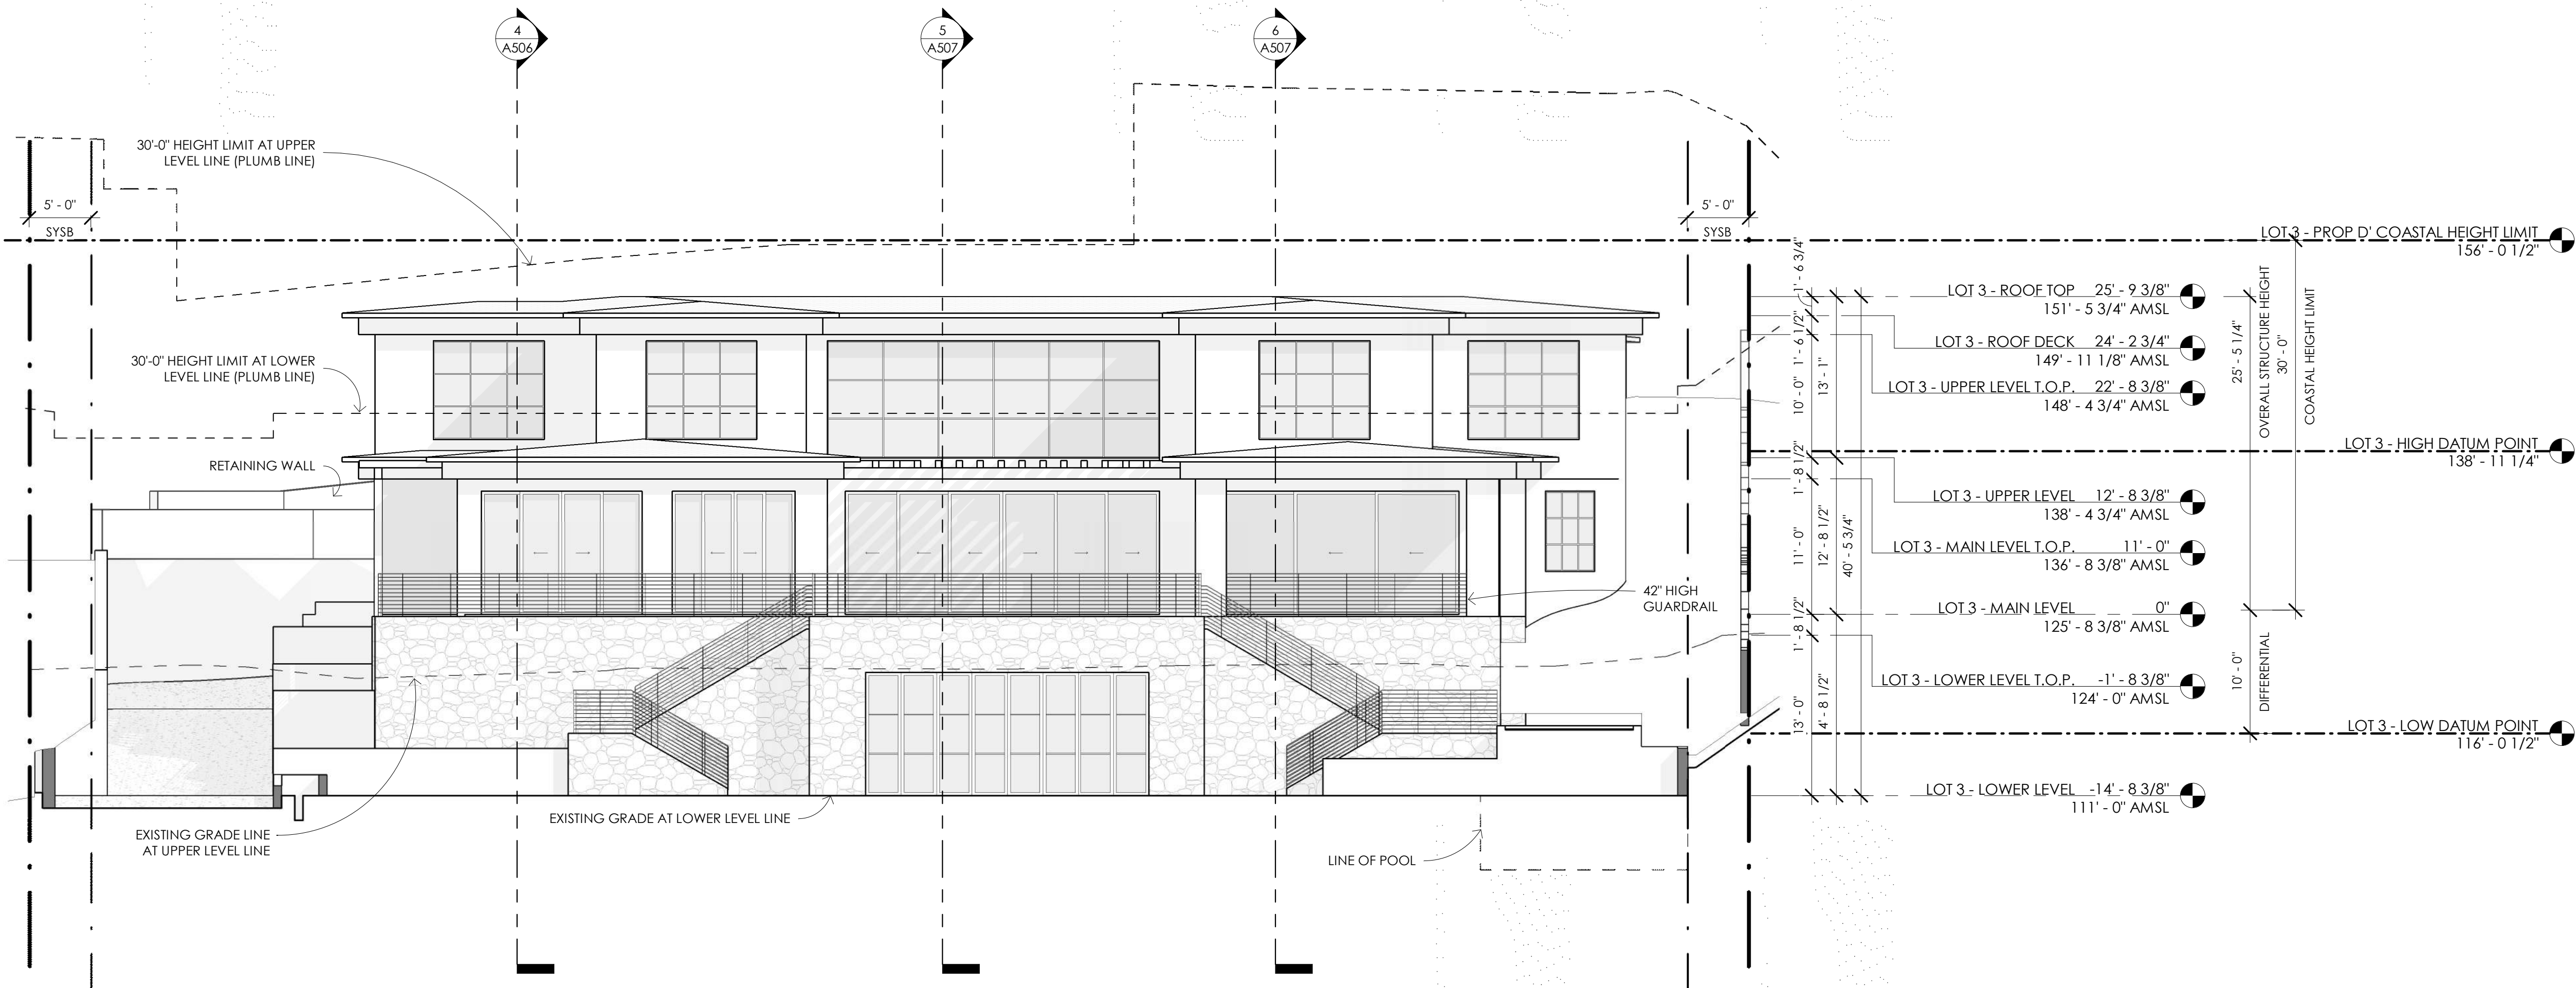 4
A506
5
A507
6
A507
30'-0" HEIGHT LIMIT AT UPPER
LEVEL LINE (PLUMB LINE)
5' - 0"
SYSB
5' - 0"
SYSB
30'-0" HEIGHT LIMIT AT LOWER
LEVEL LINE (PLUMB LINE)
RETAINING WALL
42" HIGH
GUARDRAIL
EXISTING GRADE LINE
AT UPPER LEVEL LINE
EXISTING GRADE AT LOWER LEVEL LINE
LINE OF POOL
1' - 6 3/4"
1' - 6 1/2"
10' - 0"
1' - 8 1/2"
11' - 0"
1' - 8 1/2"
13' - 0"
13' - 1"
12' - 8 1/2"
4' - 8 1/2"
40' - 5 3/4"
LOT 3 - PROP D' COASTAL HEIGHT LIMIT
156' - 0 1/2"
LOT 3 - ROOF TOP 25' - 9 3/8"
151' - 5 3/4" AMSL
LOT 3 - ROOF DECK 24' - 2 3/4"
149' - 11 1/8" AMSL
LOT 3 - UPPER LEVEL T.O.P. 22' - 8 3/8"
148' - 4 3/4" AMSL
LOT 3 - HIGH DATUM POINT
138' - 11 1/4"
LOT 3 - UPPER LEVEL 12' - 8 3/8"
138' - 4 3/4" AMSL
LOT 3 - MAIN LEVEL T.O.P. 11' - 0"
136' - 8 3/8" AMSL
LOT 3 - MAIN LEVEL 0"
125' - 8 3/8" AMSL
LOT 3 - LOWER LEVEL T.O.P. -1' - 8 3/8"
124' - 0" AMSL
LOT 3 - LOW DATUM POINT
116' - 0 1/2"
LOT 3 - LOWER LEVEL -14' - 8 3/8"
111' - 0" AMSL
25' - 5 1/4"
OVERALL STRUCTURE HEIGHT
30' - 0"
COASTAL HEIGHT LIMIT
10' - 0"
DIFFERENTIAL